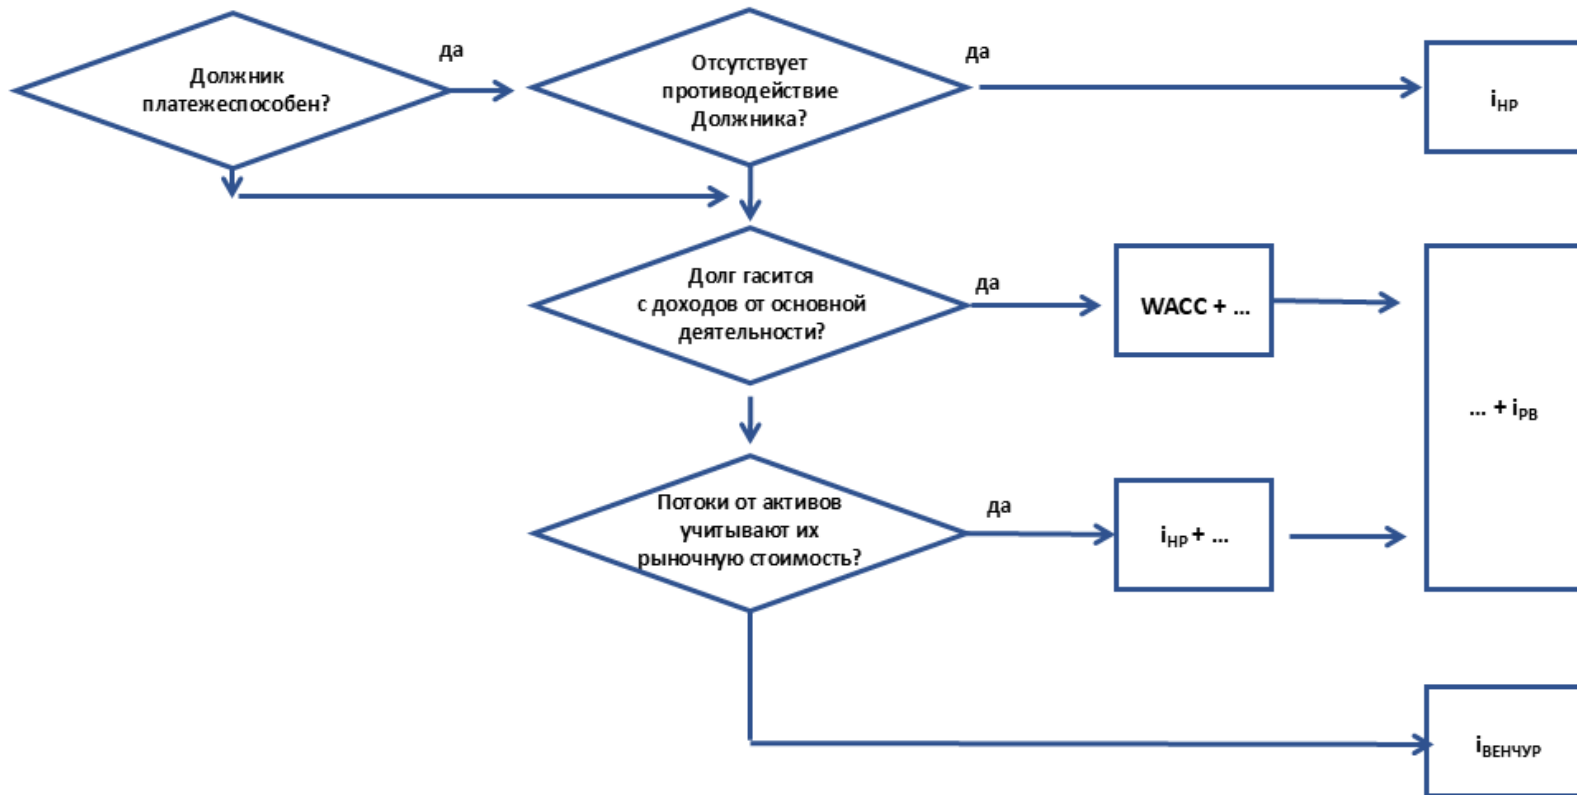 Должник
платежеспособен?
да
Отсутствует
противодействие
Должника?
да
iНР
Долг гасится
с доходов от основной
деятельности?
да
WACC + ...
... + iРВ
Потоки от активов
учитывают их
рыночную стоимость?
да
iНР + ...
iВЕНЧУР